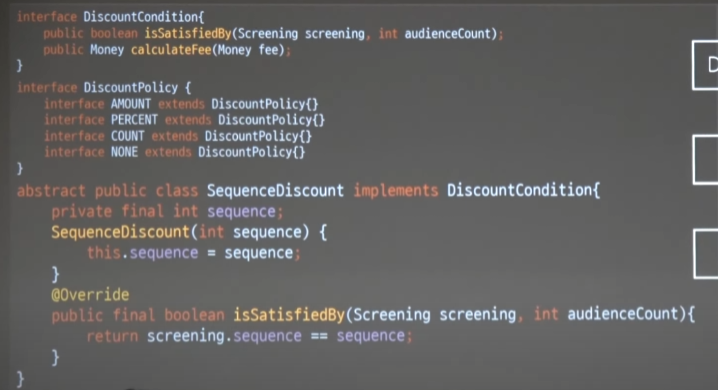 interface DiscountCondition{
    public boolean isSatisfiedBy(Screening screening, int audienceCount);
    public Money calculateFee(Money fee);
}
interface DiscountPolicy {
    interface AMOUNT extends DiscountPolicy{}
    interface PERCENT extends DiscountPolicy{}
    interface COUNT extends DiscountPolicy{}
    interface NONE extends DiscountPolicy{}
}
abstract public class SequenceDiscount implements DiscountCondition{
    private final int sequence;
    SequenceDiscount(int sequence) {
        this.sequence = sequence;
    }
    @Override
    public final boolean isSatisfiedBy(Screening screening, int audienceCount){
        return screening.sequence == sequence;
    }
}